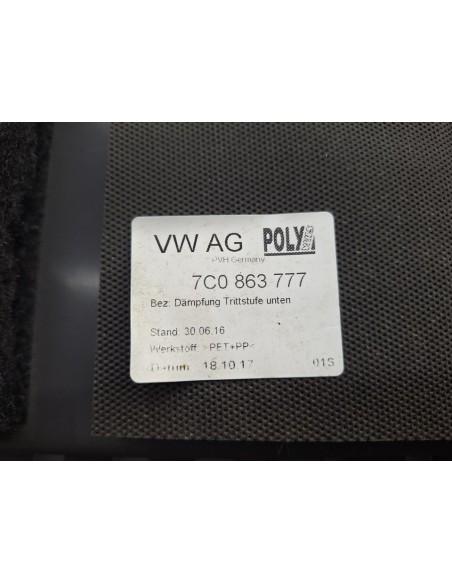 VW AG POLY
PVH Germany
7C0 863 777
Bez: Dämpfung Trittstufe unten
Stand: 30.06.16
Werkstoff >PET+PP<
Datum 18.10.17 01S